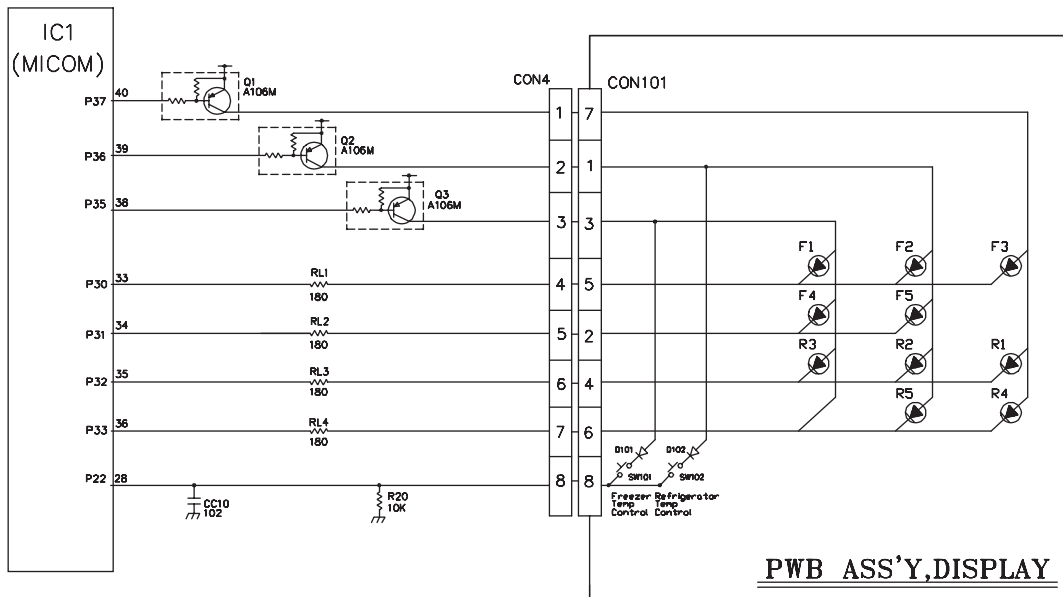 IC1
(MICOM)
P37
40
Q1
A106M
P36
39
Q2
A106M
P35
38
Q3
A106M
P30
33
RL1
180
P31
34
RL2
180
P32
35
RL3
180
P33
36
RL4
180
P22
28
CC10
102
R20
10K
CON4
CON101
1
7
2
1
3
3
4
5
5
2
6
4
7
6
8
8
F1
F2
F3
F4
F5
R3
R2
R1
R5
R4
D101
D102
SW101
SW102
Freezer Refrigerator
Temp Temp
Control Control
PWB ASS'Y,DISPLAY